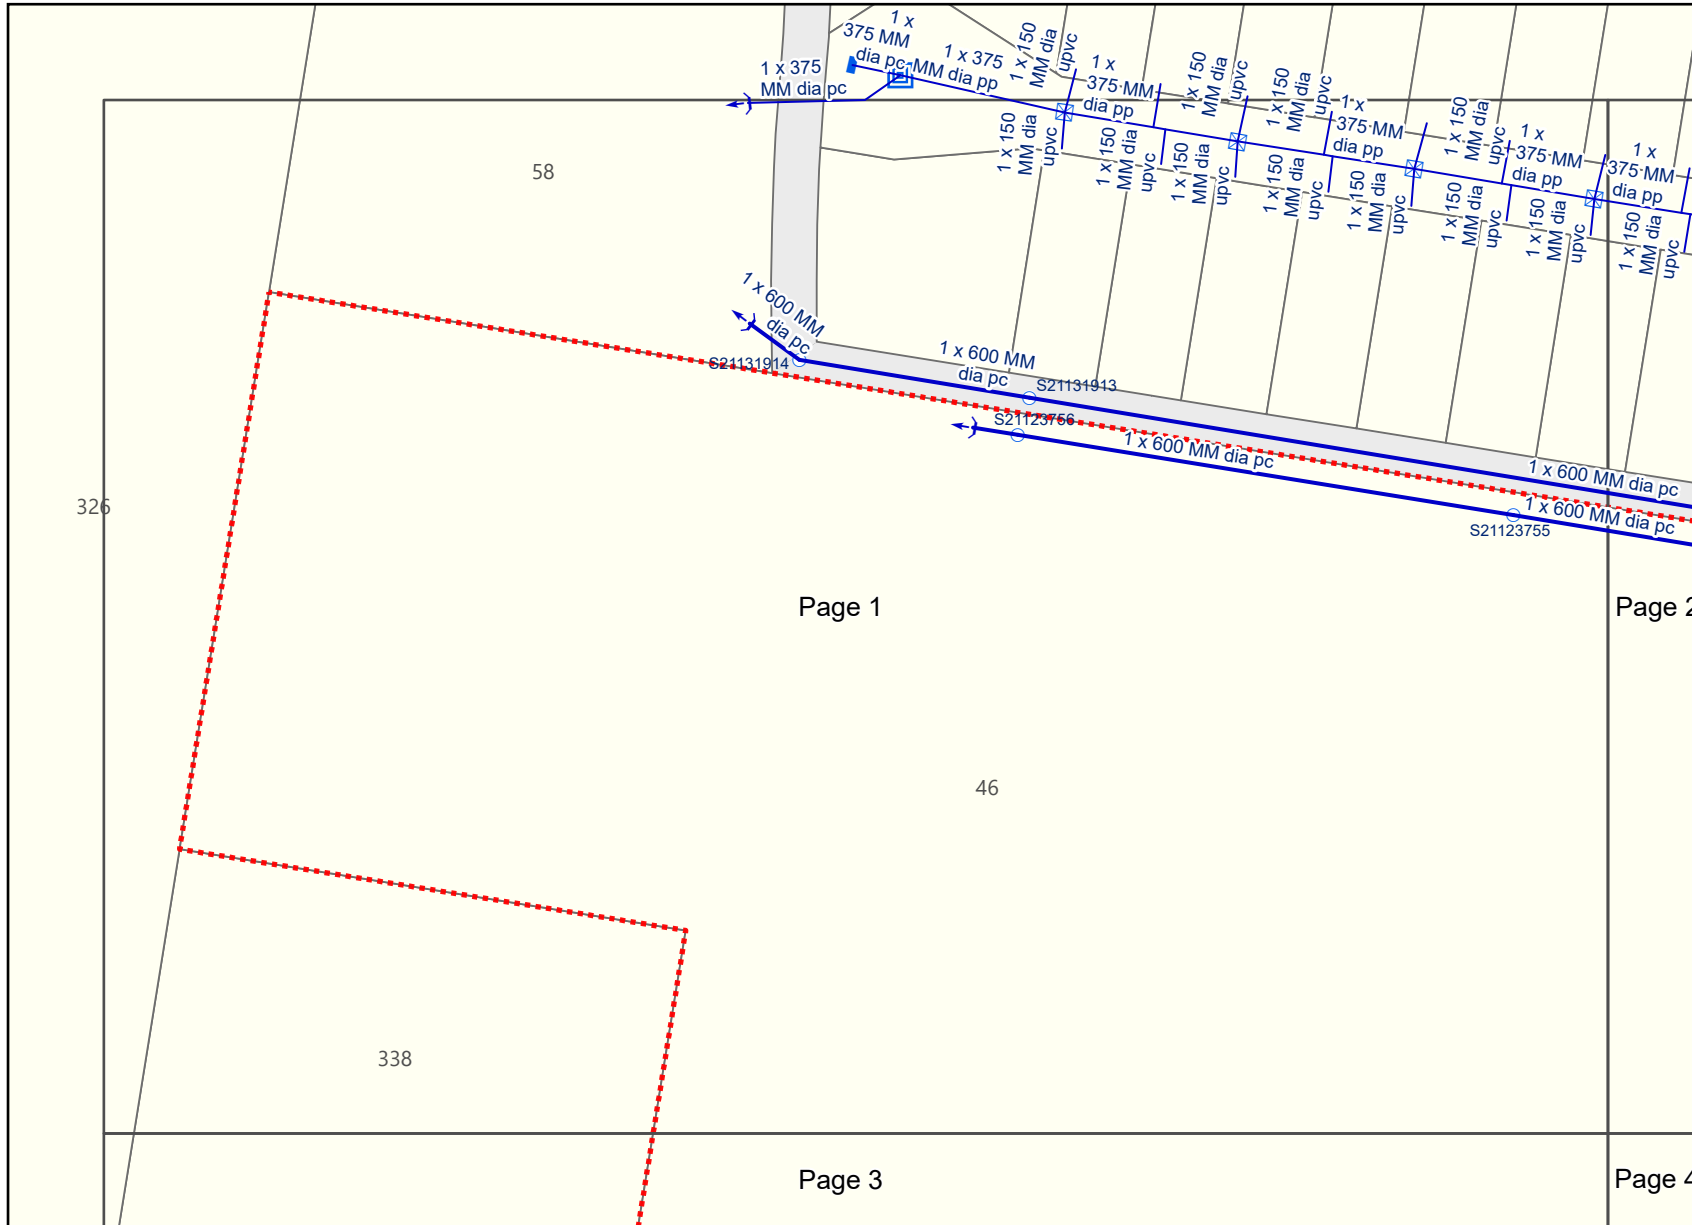 1 x
375 MM
dia pc
1 x 375
MM dia pp
1 x 375
MM dia pc
1 x 150
MM dia
upvc
1 x
375 MM
dia pp
1 x 150
MM dia
upvc
1 x 150
MM dia
upvc
1 x
375 MM
dia pp
1 x 150
MM dia
upvc
1 x
375 MM
dia pp
1 x
375 MM
dia pp
1 x 150
MM dia
upvc
1 x 150
MM dia
upvc
1 x 150
MM dia
upvc
1 x 150
MM dia
upvc
1 x 150
MM dia
upvc
1 x 150
MM dia
upvc
1 x 150
MM dia
upvc
1 x 150
MM dia
upvc
58
1 x 600 MM
dia pc
S21131914
1 x 600 MM
dia pc
S21131913
S21123756
1 x 600 MM dia pc
1 x 600 MM dia pc
1 x 600 MM dia pc
S21123755
326
Page 1
Page 2
46
338
Page 3
Page 4